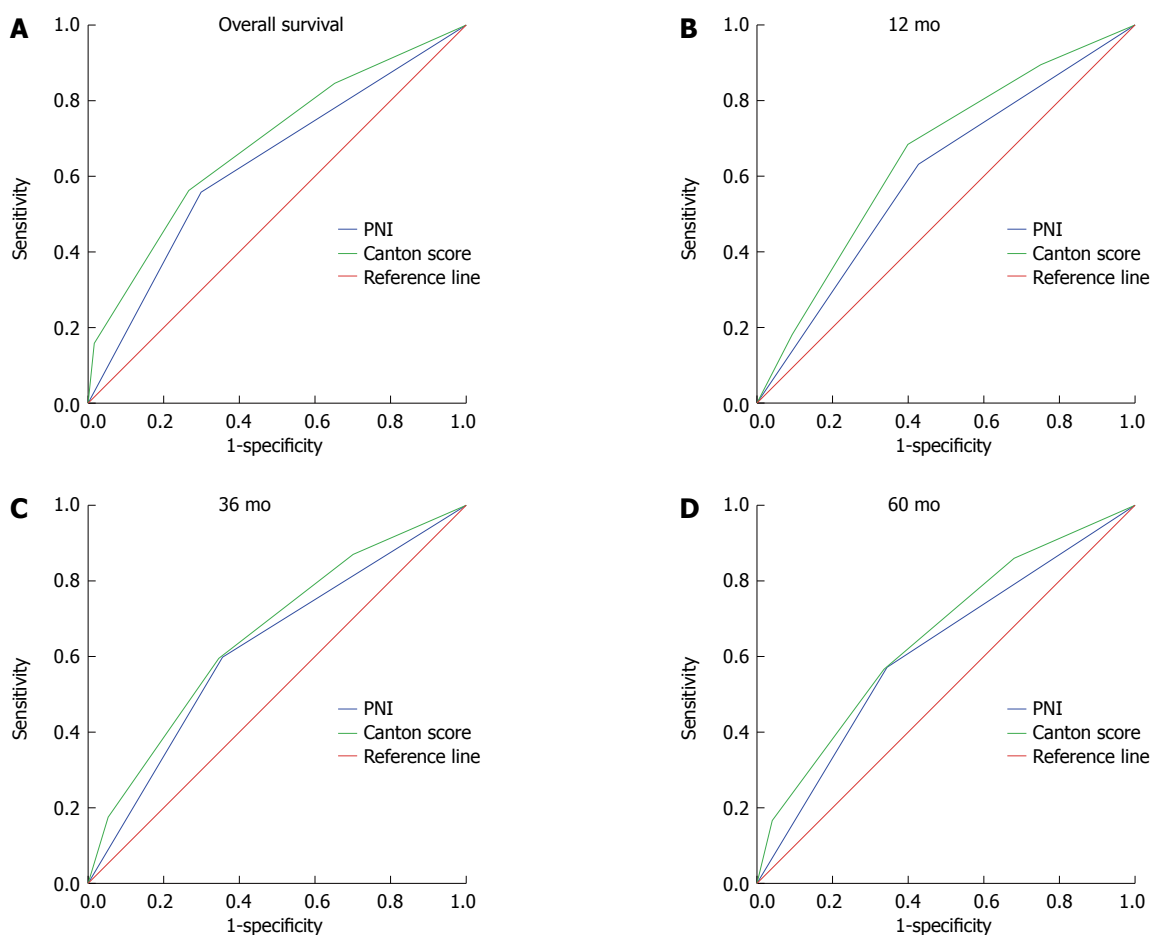 A
Overall survival
1.0
0.8
0.6
0.4
0.2
0.0
Sensitivity
PNI
Canton score
Reference line
0.0 0.2 0.4 0.6 0.8 1.0
1-specificity
B
12 mo
1.0
0.8
0.6
0.4
0.2
0.0
Sensitivity
PNI
Canton score
Reference line
0.0 0.2 0.4 0.6 0.8 1.0
1-specificity
C
36 mo
1.0
0.8
0.6
0.4
0.2
0.0
Sensitivity
PNI
Canton score
Reference line
0.0 0.2 0.4 0.6 0.8 1.0
1-specificity
D
60 mo
1.0
0.8
0.6
0.4
0.2
0.0
Sensitivity
PNI
Canton score
Reference line
0.0 0.2 0.4 0.6 0.8 1.0
1-specificity